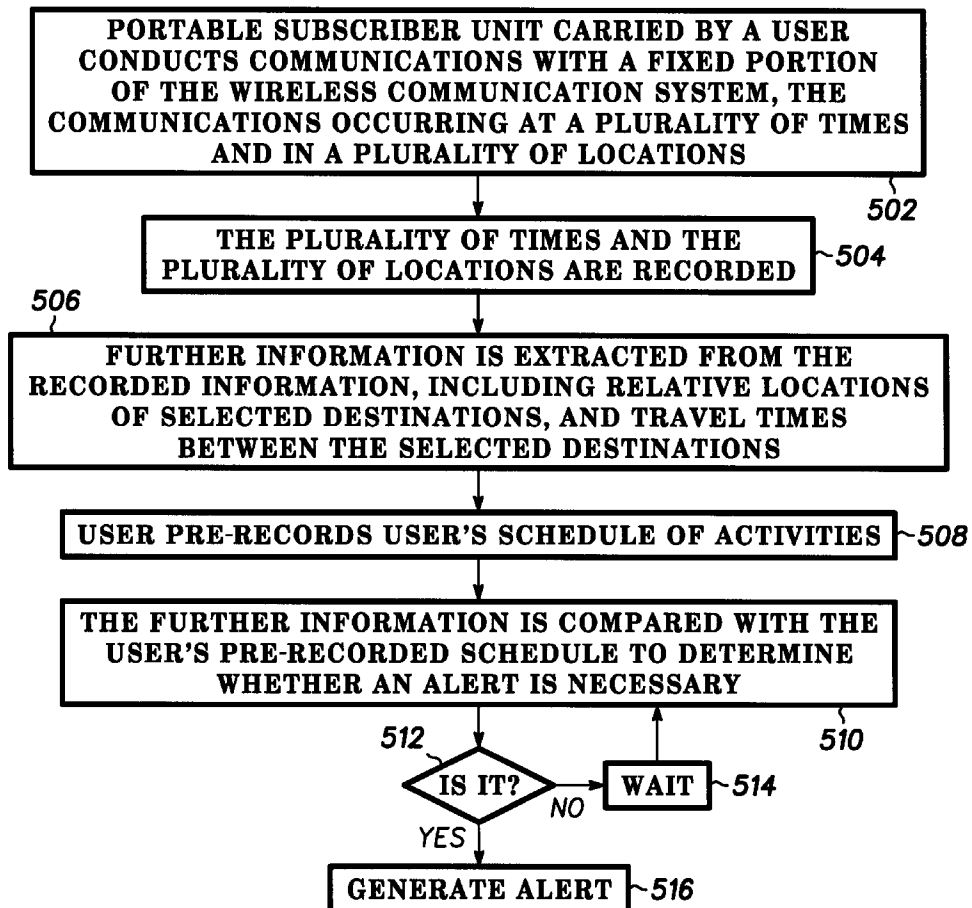 PORTABLE SUBSCRIBER UNIT CARRIED BY A USER
CONDUCTS COMMUNICATIONS WITH A FIXED PORTION
OF THE WIRELESS COMMUNICATION SYSTEM, THE
COMMUNICATIONS OCCURRING AT A PLURALITY OF TIMES
AND IN A PLURALITY OF LOCATIONS
502
THE PLURALITY OF TIMES AND THE
PLURALITY OF LOCATIONS ARE RECORDED
504
506
FURTHER INFORMATION IS EXTRACTED FROM THE
RECORDED INFORMATION, INCLUDING RELATIVE LOCATIONS
OF SELECTED DESTINATIONS, AND TRAVEL TIMES
BETWEEN THE SELECTED DESTINATIONS
USER PRE-RECORDS USER'S SCHEDULE OF ACTIVITIES
508
THE FURTHER INFORMATION IS COMPARED WITH THE
USER'S PRE-RECORDED SCHEDULE TO DETERMINE
WHETHER AN ALERT IS NECESSARY
510
512
IS IT?
NO
WAIT
514
YES
GENERATE ALERT
516